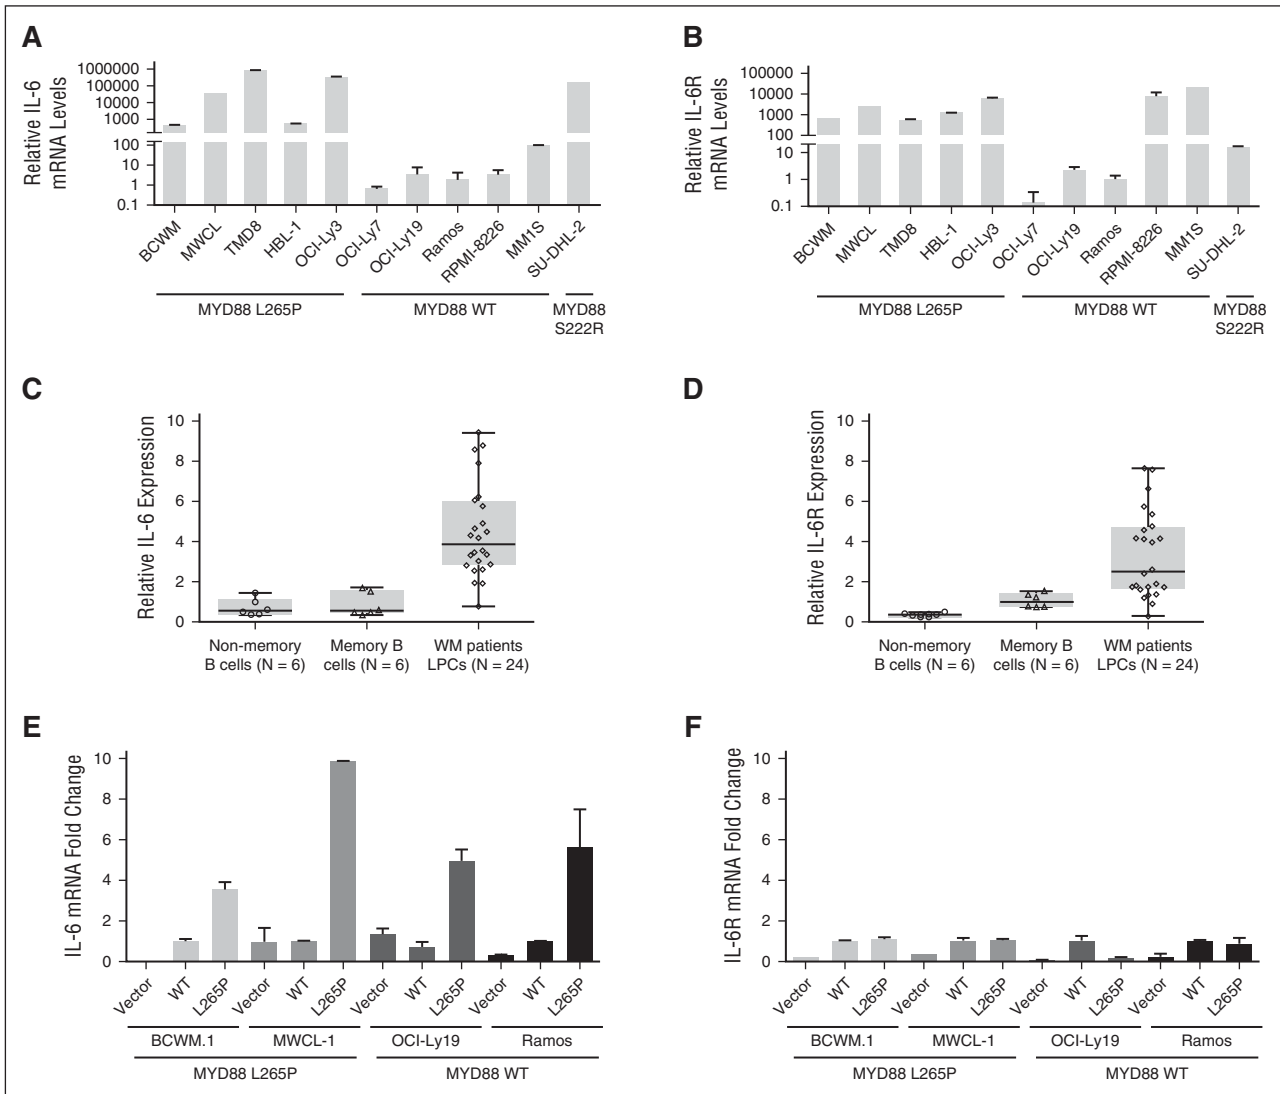 A
Relative IL-6
mRNA Levels
1000000
100000
10000
1000
100
10
1
0.1
BCWM
MWCL
TMD8
HBL-1
OCI-Ly3
OCI-Ly7
OCI-Ly19
Ramos
RPMI-8226
MM1S
SU-DHL-2
MYD88 L265P
MYD88 WT
MYD88
S222R
B
Relative IL-6R
mRNA Levels
100000
10000
1000
100
10
1
0.1
BCWM
MWCL
TMD8
HBL-1
OCI-Ly3
OCI-Ly7
OCI-Ly19
Ramos
RPMI-8226
MM1S
SU-DHL-2
MYD88 L265P
MYD88 WT
MYD88
S222R
C
Relative IL-6 Expression
10
8
6
4
2
0
Non-memory
B cells (N = 6)
Memory B
cells (N = 6)
WM patients
LPCs (N = 24)
D
Relative IL-6R Expression
10
8
6
4
2
0
Non-memory
B cells (N = 6)
Memory B
cells (N = 6)
WM patients
LPCs (N = 24)
E
IL-6 mRNA Fold Change
10
8
6
4
2
0
Vector
WT
L265P
Vector
WT
L265P
Vector
WT
L265P
Vector
WT
L265P
BCWM.1
MWCL-1
OCI-Ly19
Ramos
MYD88 L265P
MYD88 WT
F
IL-6R mRNA Fold Change
10
8
6
4
2
0
Vector
WT
L265P
Vector
WT
L265P
Vector
WT
L265P
Vector
WT
L265P
BCWM.1
MWCL-1
OCI-Ly19
Ramos
MYD88 L265P
MYD88 WT